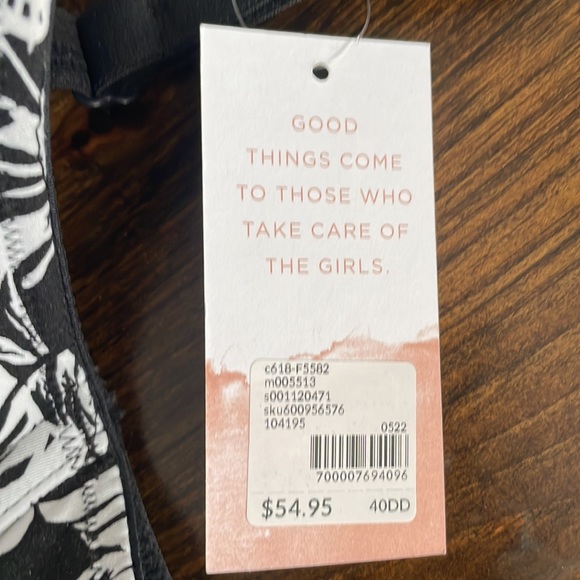 GOOD
THINGS COME
TO THOSE WHO
TAKE CARE OF
THE GIRLS.
c618-F5582
m005513
s001120471
sku600956576
104195
0522
700007694096
$54.95 40DD